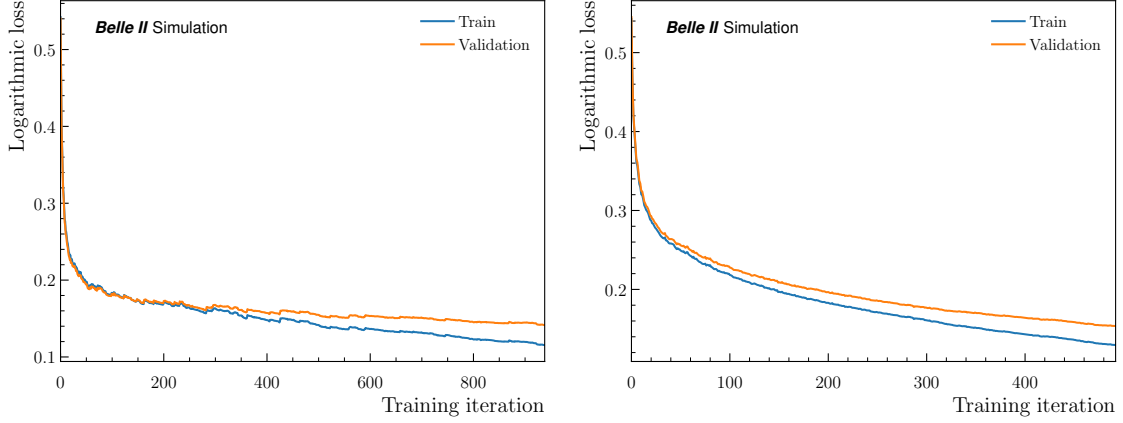 Logarithmic loss
0.5
0.4
0.3
0.2
0.1
Belle II Simulation
Train
Validation
0
200
400
600
800
Training iteration
Logarithmic loss
0.5
0.4
0.3
0.2
Belle II Simulation
Train
Validation
0
100
200
300
400
Training iteration